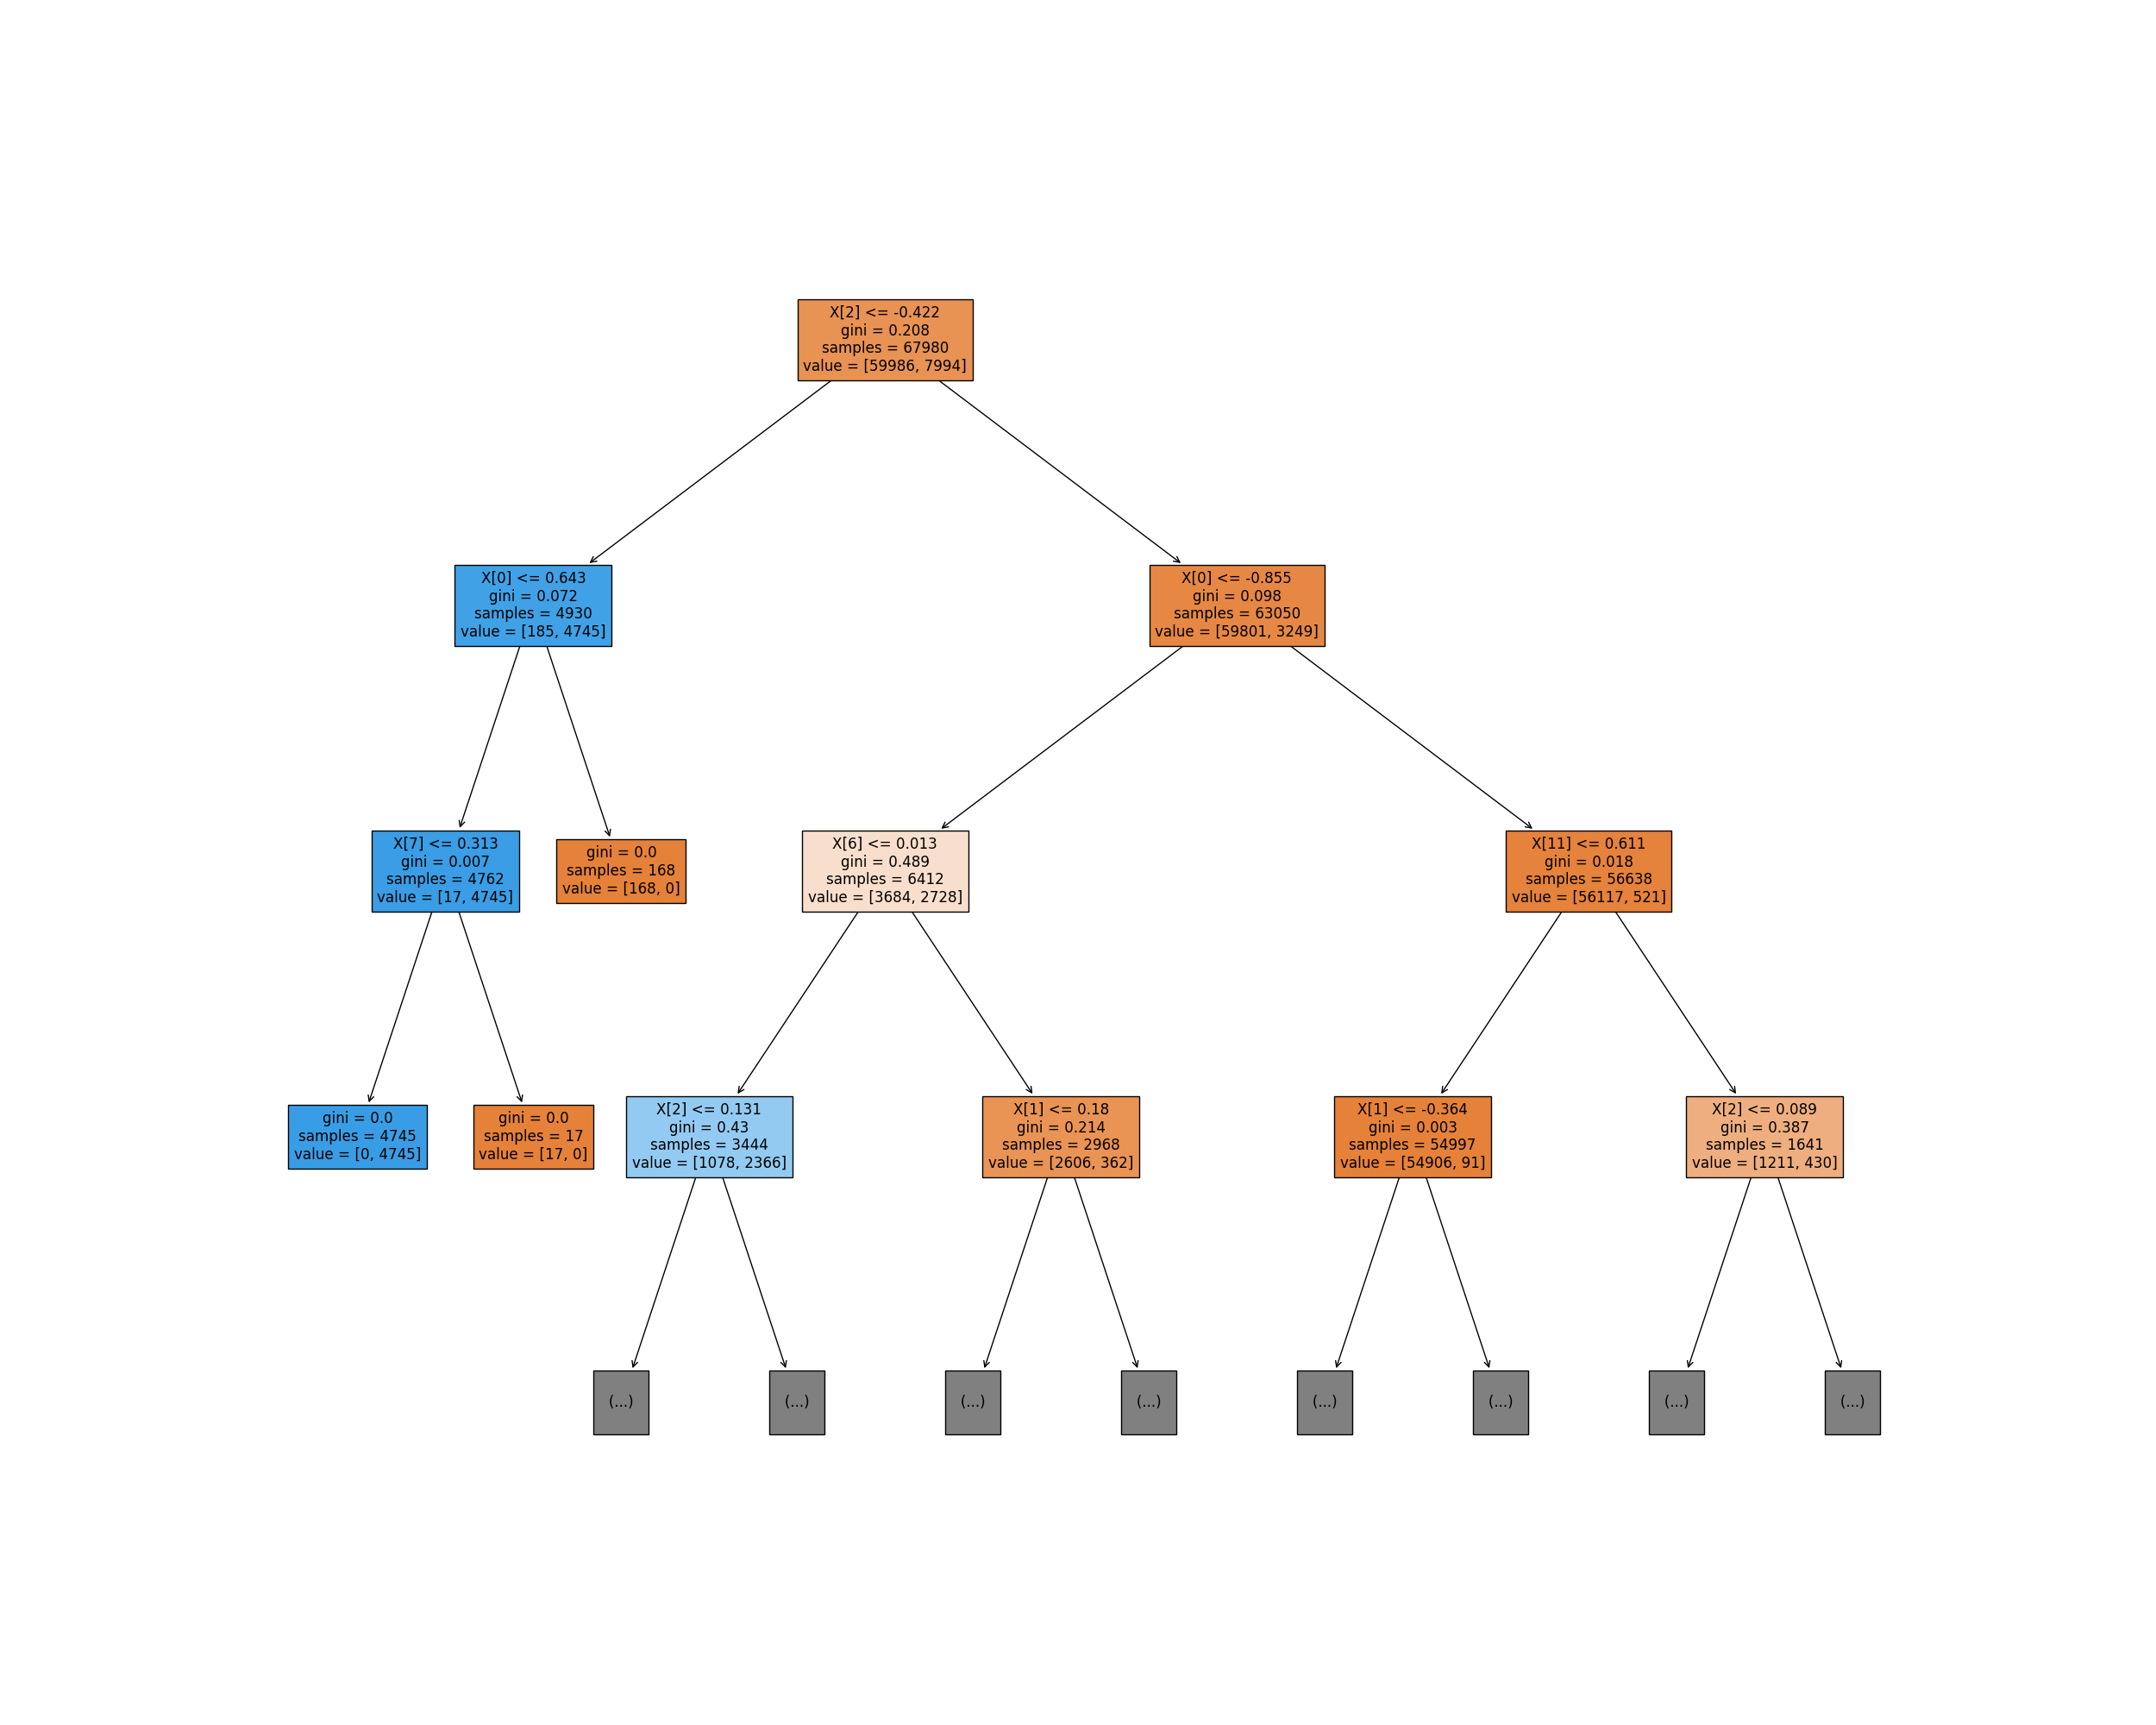 X[2] <= -0.422
gini = 0.208
samples = 67980
value = [59986, 7994]
X[0] <= 0.643
gini = 0.072
samples = 4930
value = [185, 4745]
X[0] <= -0.855
gini = 0.098
samples = 63050
value = [59801, 3249]
X[7] <= 0.313
gini = 0.007
samples = 4762
value = [17, 4745]
gini = 0.0
samples = 168
value = [168, 0]
X[6] <= 0.013
gini = 0.489
samples = 6412
value = [3684, 2728]
X[11] <= 0.611
gini = 0.018
samples = 56638
value = [56117, 521]
gini = 0.0
samples = 4745
value = [0, 4745]
gini = 0.0
samples = 17
value = [17, 0]
X[2] <= 0.131
gini = 0.43
samples = 3444
value = [1078, 2366]
X[1] <= 0.18
gini = 0.214
samples = 2968
value = [2606, 362]
X[1] <= -0.364
gini = 0.003
samples = 54997
value = [54906, 91]
X[2] <= 0.089
gini = 0.387
samples = 1641
value = [1211, 430]
(...)
(...)
(...)
(...)
(...)
(...)
(...)
(...)